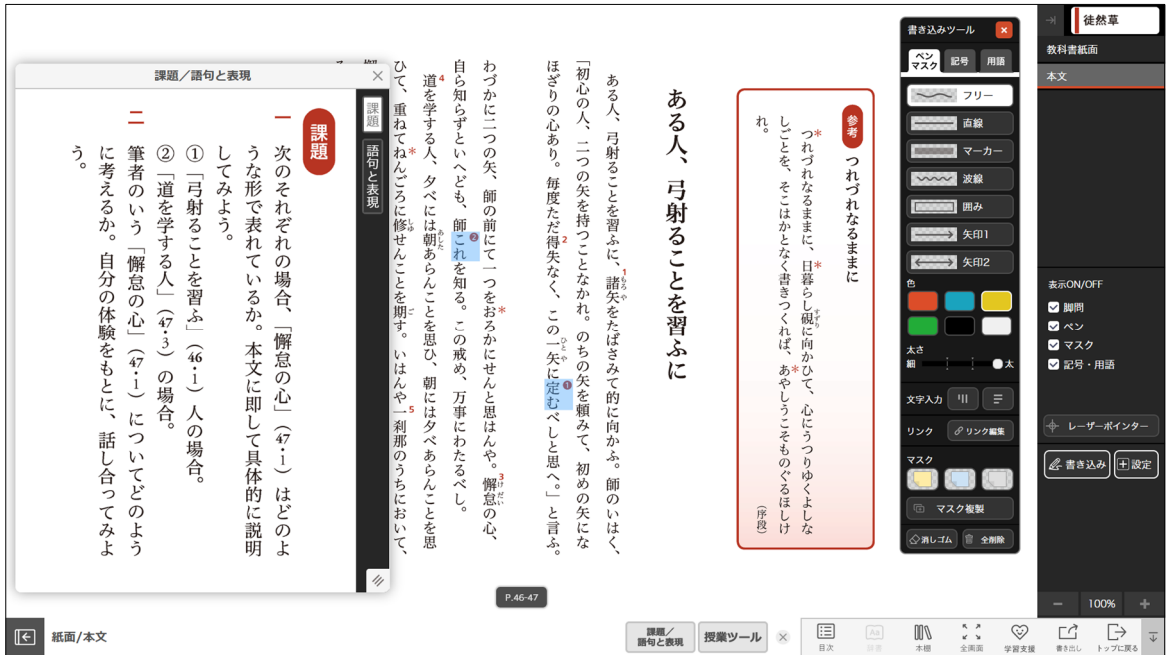 徒然草
教科書紙面
本文
書き込みツール
ペン
マスク
記号
用語
フリー
直線
マーカー
波線
囲み
矢印1
矢印2
色
太さ
細
太
文字入力
リンク
リンク編集
マスク
マスク複製
消しゴム
全削除
表示ON/OFF
脚問
ペン
マスク
記号・用語
レーザーポインター
書き込み
設定
100%
参考
つれづれなるままに
つれづれなるままに、日暮らし硯に向かひて、心にうつりゆくよしな
しごとを、そこはかとなく書きつくれば、あやしうこそものぐるほしけ
れ。
(序段)
ある人、弓射ることを習ふに
ある人、弓射ることを習ふに、諸矢をたばさみて的に向かふ。師のいはく、
「初心の人、二つの矢を持つことなかれ。のちの矢を頼みて、初めの矢にな
ほざりの心あり。毎度ただ得失なく、この一矢に定むべしと思へ。」と言ふ。
わづかに二つの矢、師の前にて一つをおろかにせんと思はんや。懈怠の心、
自ら知らずといへども、師これを知る。この戒め、万事にわたるべし。
道を学する人、夕べには朝あらんことを思ひ、朝には夕べあらんことを思
ひて、重ねてねんごろに修せんことを期す。いはんや一刹那のうちにおいて、
課題/語句と表現
課題
語句と表現
課題
一 次のそれぞれの場合、「懈怠の心」(47・1)はどのよ
うな形で表れているか。本文に即して具体的に説明
してみよう。
①「弓射ることを習ふ」(46・1)人の場合。
②「道を学する人」(47・3)の場合。
二 筆者のいう「懈怠の心」(47・1)についてどのよう
に考えるか。自分の体験をもとに、話し合ってみよ
う。
P.46-47
紙面/本文
課題/
語句と表現
授業ツール
目次
辞書
本棚
全画面
学習支援
書き出し
トップに戻る